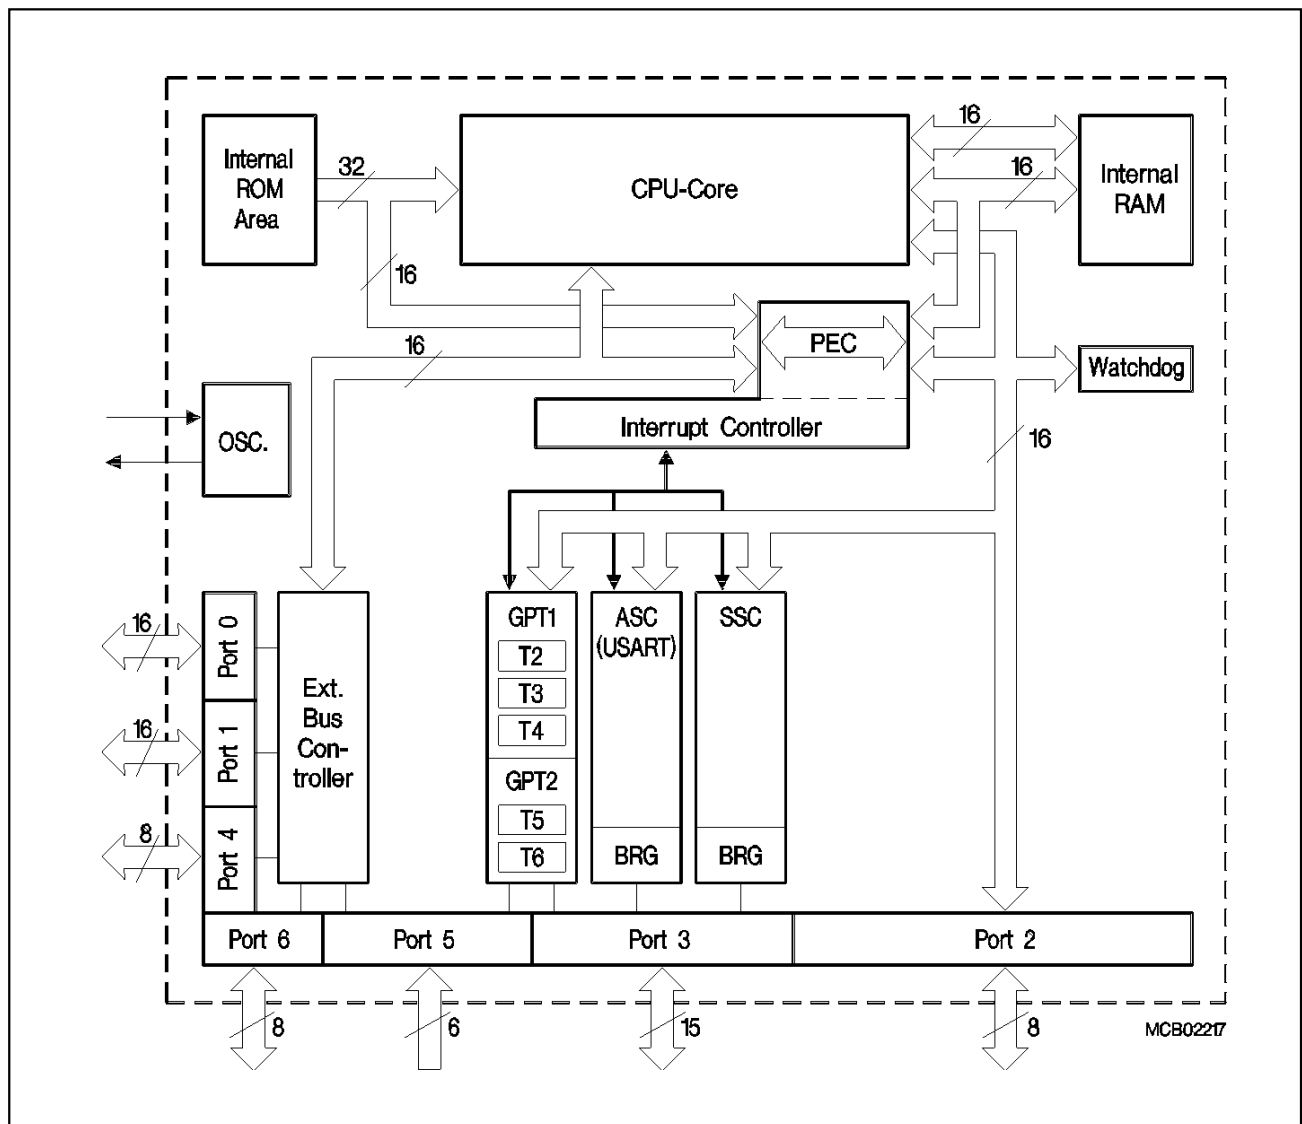 Internal
ROM
Area
32
CPU-Core
16
16
Internal
RAM
16
16
PEC
Watchdog
OSC.
Interrupt Controller
16
16
Port 0
16
Port 1
8
Port 4
Ext.
Bus
Con-
troller
GPT1
T2
T3
T4
GPT2
T5
T6
ASC
(USART)
BRG
SSC
BRG
Port 6
Port 5
Port 3
Port 2
8
6
15
8
MCB02217